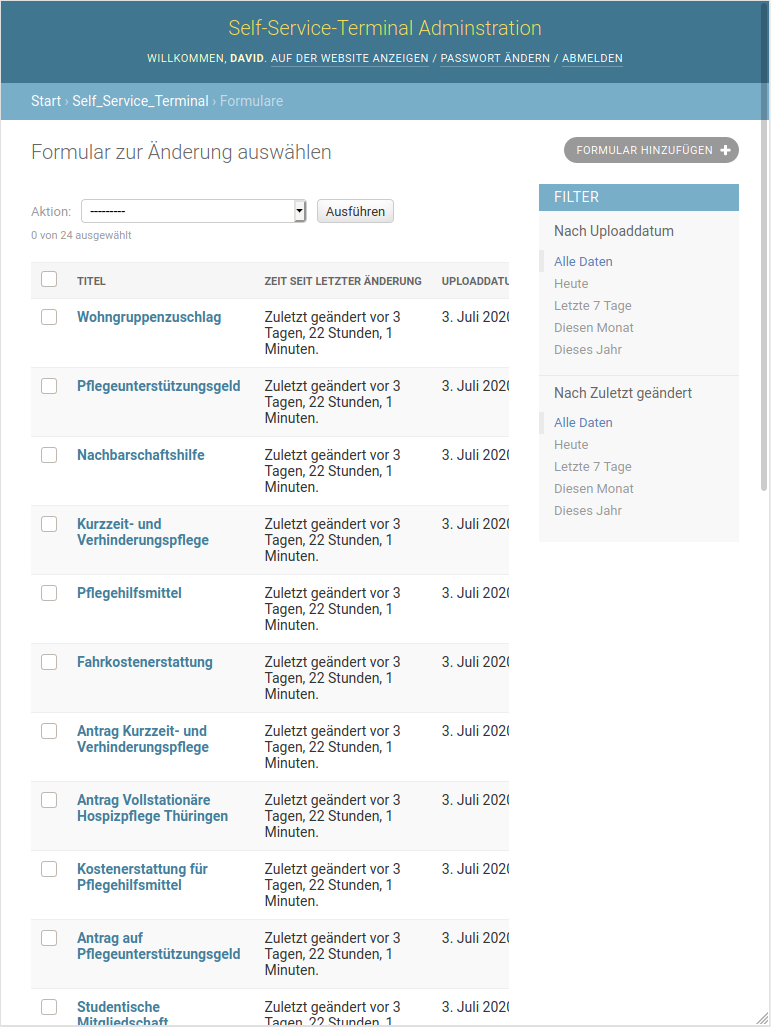 Self-Service-Terminal Adminstration
WILLKOMMEN, DAVID. AUF DER WEBSITE ANZEIGEN / PASSWORT ÄNDERN / ABMELDEN
Start › Self_Service_Terminal › Formulare
Formular zur Änderung auswählen
FORMULAR HINZUFÜGEN +
Aktion: --------- Ausführen
0 von 24 ausgewählt
TITEL ZEIT SEIT LETZTER ÄNDERUNG UPLOADDATU
Wohngruppenzuschlag Zuletzt geändert vor 3 3. Juli 2020
Tagen, 22 Stunden, 1
Minuten.
Pflegeunterstützungsgeld Zuletzt geändert vor 3 3. Juli 2020
Tagen, 22 Stunden, 1
Minuten.
Nachbarschaftshilfe Zuletzt geändert vor 3 3. Juli 2020
Tagen, 22 Stunden, 1
Minuten.
Kurzzeit- und Zuletzt geändert vor 3 3. Juli 2020
Verhinderungspflege Tagen, 22 Stunden, 1
Minuten.
Pflegehilfsmittel Zuletzt geändert vor 3 3. Juli 2020
Tagen, 22 Stunden, 1
Minuten.
Fahrkostenerstattung Zuletzt geändert vor 3 3. Juli 2020
Tagen, 22 Stunden, 1
Minuten.
Antrag Kurzzeit- und Zuletzt geändert vor 3 3. Juli 2020
Verhinderungspflege Tagen, 22 Stunden, 1
Minuten.
Antrag Vollstationäre Zuletzt geändert vor 3 3. Juli 2020
Hospizpflege Thüringen Tagen, 22 Stunden, 1
Minuten.
Kostenerstattung für Zuletzt geändert vor 3 3. Juli 2020
Pflegehilfsmittel Tagen, 22 Stunden, 1
Minuten.
Antrag auf Zuletzt geändert vor 3 3. Juli 2020
Pflegeunterstützungsgeld Tagen, 22 Stunden, 1
Minuten.
Studentische Zuletzt geändert vor 3 3. Juli 2020
Mitgliedschaft Tagen, 22 Stunden, 1
FILTER
Nach Uploaddatum
Alle Daten
Heute
Letzte 7 Tage
Diesen Monat
Dieses Jahr
Nach Zuletzt geändert
Alle Daten
Heute
Letzte 7 Tage
Diesen Monat
Dieses Jahr